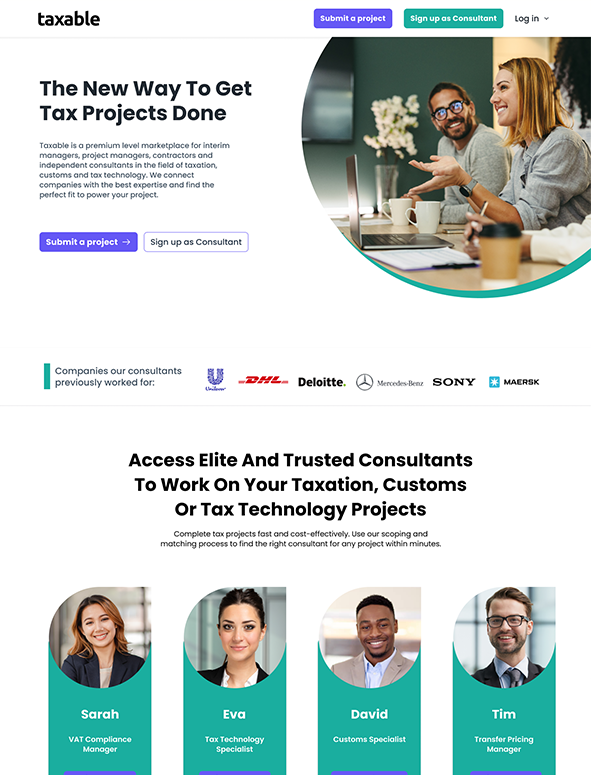 taxable
Submit a project
Sign up as Consultant
Log in
The New Way To Get
Tax Projects Done
Taxable is a premium level marketplace for interim
managers, project managers, contractors and
independent consultants in the field of taxation,
customs and tax technology. We connect
companies with the best expertise and find the
perfect fit to power your project.
Submit a project →
Sign up as Consultant
Companies our consultants
previously worked for:
Unilever
DHL
Deloitte.
Mercedes-Benz
SONY
MAERSK
Access Elite And Trusted Consultants
To Work On Your Taxation, Customs
Or Tax Technology Projects
Complete tax projects fast and cost-effectively. Use our scoping and
matching process to find the right consultant for any project within minutes.
Sarah
VAT Compliance
Manager
Eva
Tax Technology
Specialist
David
Customs Specialist
Tim
Transfer Pricing
Manager